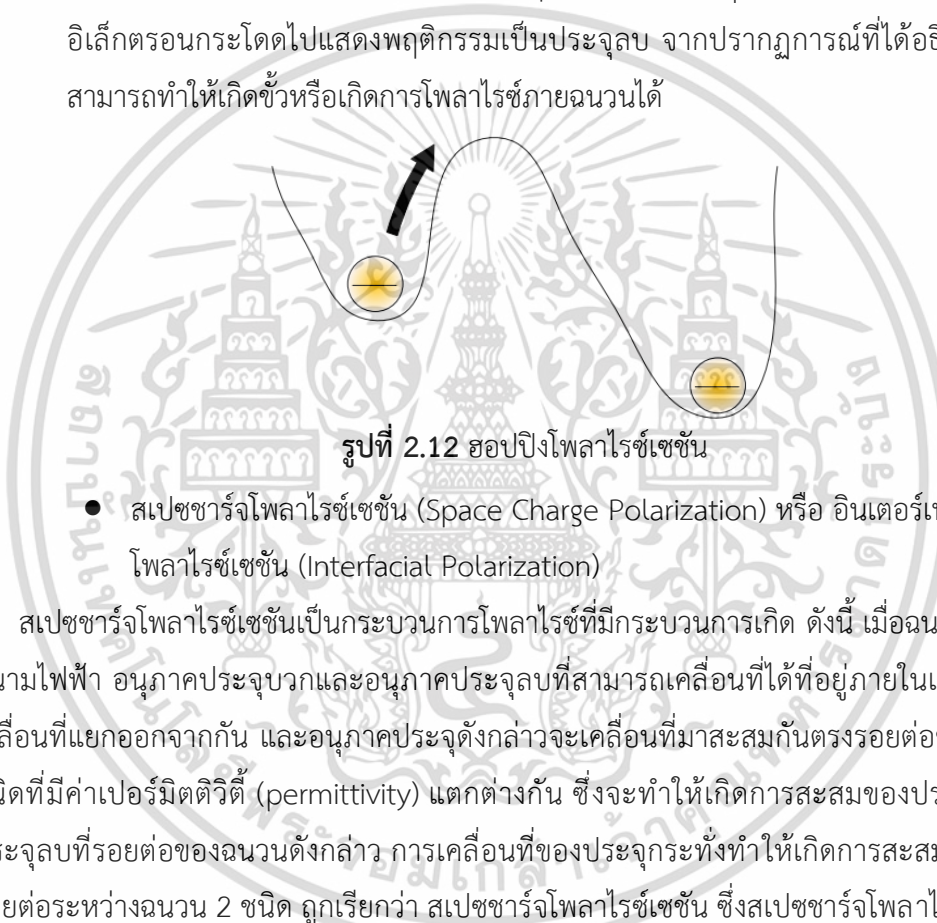 อิเล็กตรอนกระโดดไปแสดงพฤติกรรมเป็นประจุลบ จากปรากฏการณ์ที่ได้อธิ
สามารถทำให้เกิดขั้วหรือเกิดการโพลาไรซ์ภายฉนวนได้
รูปที่ 2.12 ฮอปปิงโพลาไรซ์เซชัน
● สเปซชาร์จโพลาไรซ์เซชัน (Space Charge Polarization) หรือ อินเตอร์เ
โพลาไรซ์เซชัน (Interfacial Polarization)
สเปซชาร์จโพลาไรซ์เซชันเป็นกระบวนการโพลาไรซ์ที่มีกระบวนการเกิด ดังนี้ เมื่อฉน
นามไฟฟ้า อนุภาคประจุบวกและอนุภาคประจุลบที่สามารถเคลื่อนที่ได้ที่อยู่ภายใน
ลื่อนที่แยกออกจากกัน และอนุภาคประจุดังกล่าวจะเคลื่อนที่มาสะสมกันตรงรอยต่อ
นิดที่มีค่าเปอร์มิตติวิตี้ (permittivity) แตกต่างกัน ซึ่งจะทำให้เกิดการสะสมของปร
ระจุลบที่รอยต่อของฉนวนดังกล่าว การเคลื่อนที่ของประจุกระทั่งทำให้เกิดการสะสม
ยต่อระหว่างฉนวน 2 ชนิด ถูกเรียกว่า สเปซชาร์จโพลาไรซ์เซชัน ซึ่งสเปซชาร์จโพลาไ